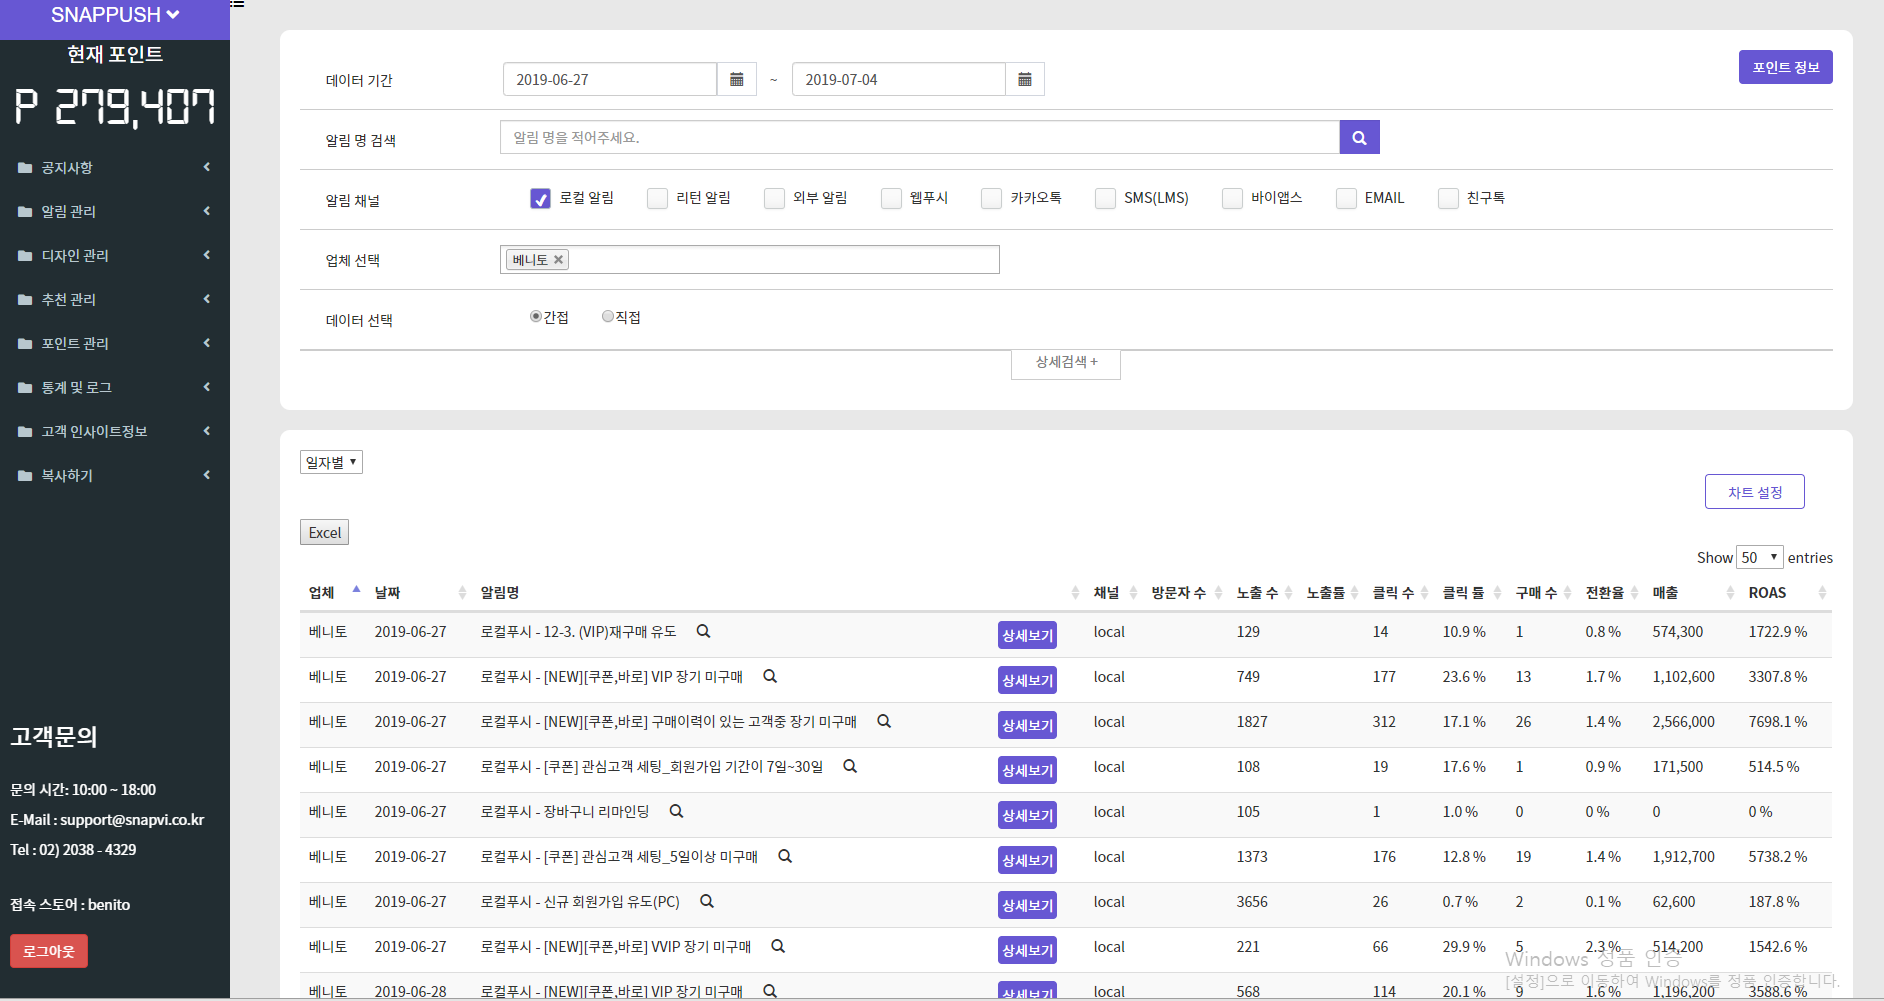 SNAPPUSH
현재 포인트
P 279,407
공지사항
알림 관리
디자인 관리
추천 관리
포인트 관리
통계 및 로그
고객 인사이트정보
복사하기
고객문의
문의 시간: 10:00 ~ 18:00
E-Mail : support@snapvi.co.kr
Tel : 02) 2038 - 4329
접속 스토어 : benito
로그아웃
데이터 기간 2019-06-27 ~ 2019-07-04 포인트 정보
알림 명 검색 알림 명을 적어주세요.
알림 채널 로컬 알림 리턴 알림 외부 알림 웹푸시 카카오톡 SMS(LMS) 바이앱스 EMAIL 친구톡
업체 선택 베니토
데이터 선택 간접 직접
상세검색 +
일자별
차트 설정
Excel
Show 50 entries
업체 날짜 알림명 채널 방문자 수 노출 수 노출률 클릭 수 클릭 률 구매 수 전환율 매출 ROAS
베니토 2019-06-27 로컬푸시 - 12-3. (VIP)재구매 유도 상세보기 local 129 14 10.9 % 1 0.8 % 574,300 1722.9 %
베니토 2019-06-27 로컬푸시 - [NEW][쿠폰,바로] VIP 장기 미구매 상세보기 local 749 177 23.6 % 13 1.7 % 1,102,600 3307.8 %
베니토 2019-06-27 로컬푸시 - [NEW][쿠폰,바로] 구매이력이 있는 고객중 장기 미구매 상세보기 local 1827 312 17.1 % 26 1.4 % 2,566,000 7698.1 %
베니토 2019-06-27 로컬푸시 - [쿠폰] 관심고객 세팅_회원가입 기간이 7일~30일 상세보기 local 108 19 17.6 % 1 0.9 % 171,500 514.5 %
베니토 2019-06-27 로컬푸시 - 장바구니 리마인딩 상세보기 local 105 1 1.0 % 0 0 % 0 0 %
베니토 2019-06-27 로컬푸시 - [쿠폰] 관심고객 세팅_5일이상 미구매 상세보기 local 1373 176 12.8 % 19 1.4 % 1,912,700 5738.2 %
베니토 2019-06-27 로컬푸시 - 신규 회원가입 유도(PC) 상세보기 local 3656 26 0.7 % 2 0.1 % 62,600 187.8 %
베니토 2019-06-27 로컬푸시 - [NEW][쿠폰,바로] VVIP 장기 미구매 상세보기 local 221 66 29.9 % 5 2.3 % 514,200 1542.6 %
베니토 2019-06-28 로컬푸시 - [NEW][쿠폰,바로] VIP 장기 미구매 상세보기 local 568 114 20.1 % 9 1.6 % 1,196,200 3588.6 %
Windows 정품 인증
[설정]으로 이동하여 Windows를 정품 인증합니다.